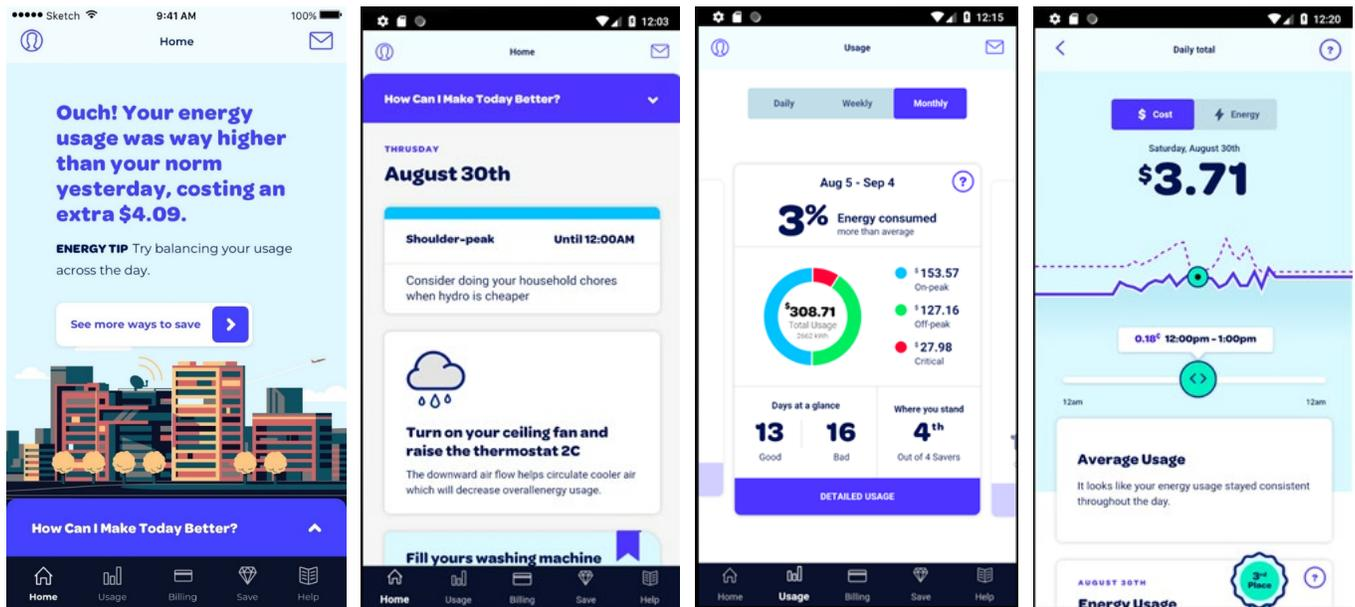 Sketch 9:41 AM 100%
Home
Ouch! Your energy
usage was way higher
than your norm
yesterday, costing an
extra $4.09.
ENERGY TIP Try balancing your usage
across the day.
See more ways to save
How Can I Make Today Better?
Home Usage Billing Save Help
12:03
Home
How Can I Make Today Better?
THRUSDAY
August 30th
Shoulder-peak Until 12:00AM
Consider doing your household chores
when hydro is cheaper
Turn on your ceiling fan and
raise the thermostat 2C
The downward air flow helps circulate cooler air
which will decrease overallenergy usage.
Fill yours washing machine
Home Usage Billing Save Help
12:15
Usage
Daily Weekly Monthly
Aug 5 - Sep 4 ?
3% Energy consumed
more than average
$308.71
Total Usage
2662 kWh
$153.57
On-peak
$127.16
Off-peak
$27.98
Critical
Days at a glance
13 16
Good Bad
Where you stand
4th
Out of 4 Savers
DETAILED USAGE
Home Usage Billing Save Help
12:20
Daily total ?
$ Cost Energy
Saturday, August 30th
$3.71
0.18¢ 12:00pm - 1:00pm
12am 12am
Average Usage
It looks like your energy usage stayed consistent
throughout the day.
3rd
Place
?
AUGUST 30TH
Energy Usage